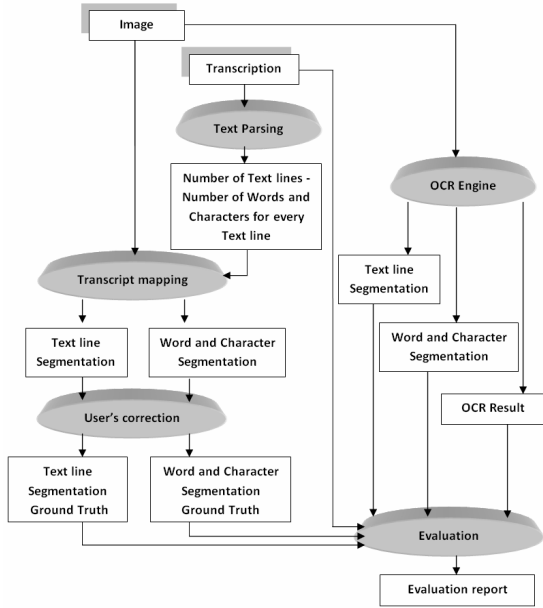 Image
Transcription
Text Parsing
Number of Text lines -
Number of Words and
Characters for every
Text line
OCR Engine
Transcript mapping
Text line
Segmentation
Text line
Segmentation
Word and Character
Segmentation
Word and Character
Segmentation
User's correction
OCR Result
Text line
Segmentation
Ground Truth
Word and Character
Segmentation
Ground Truth
Evaluation
Evaluation report